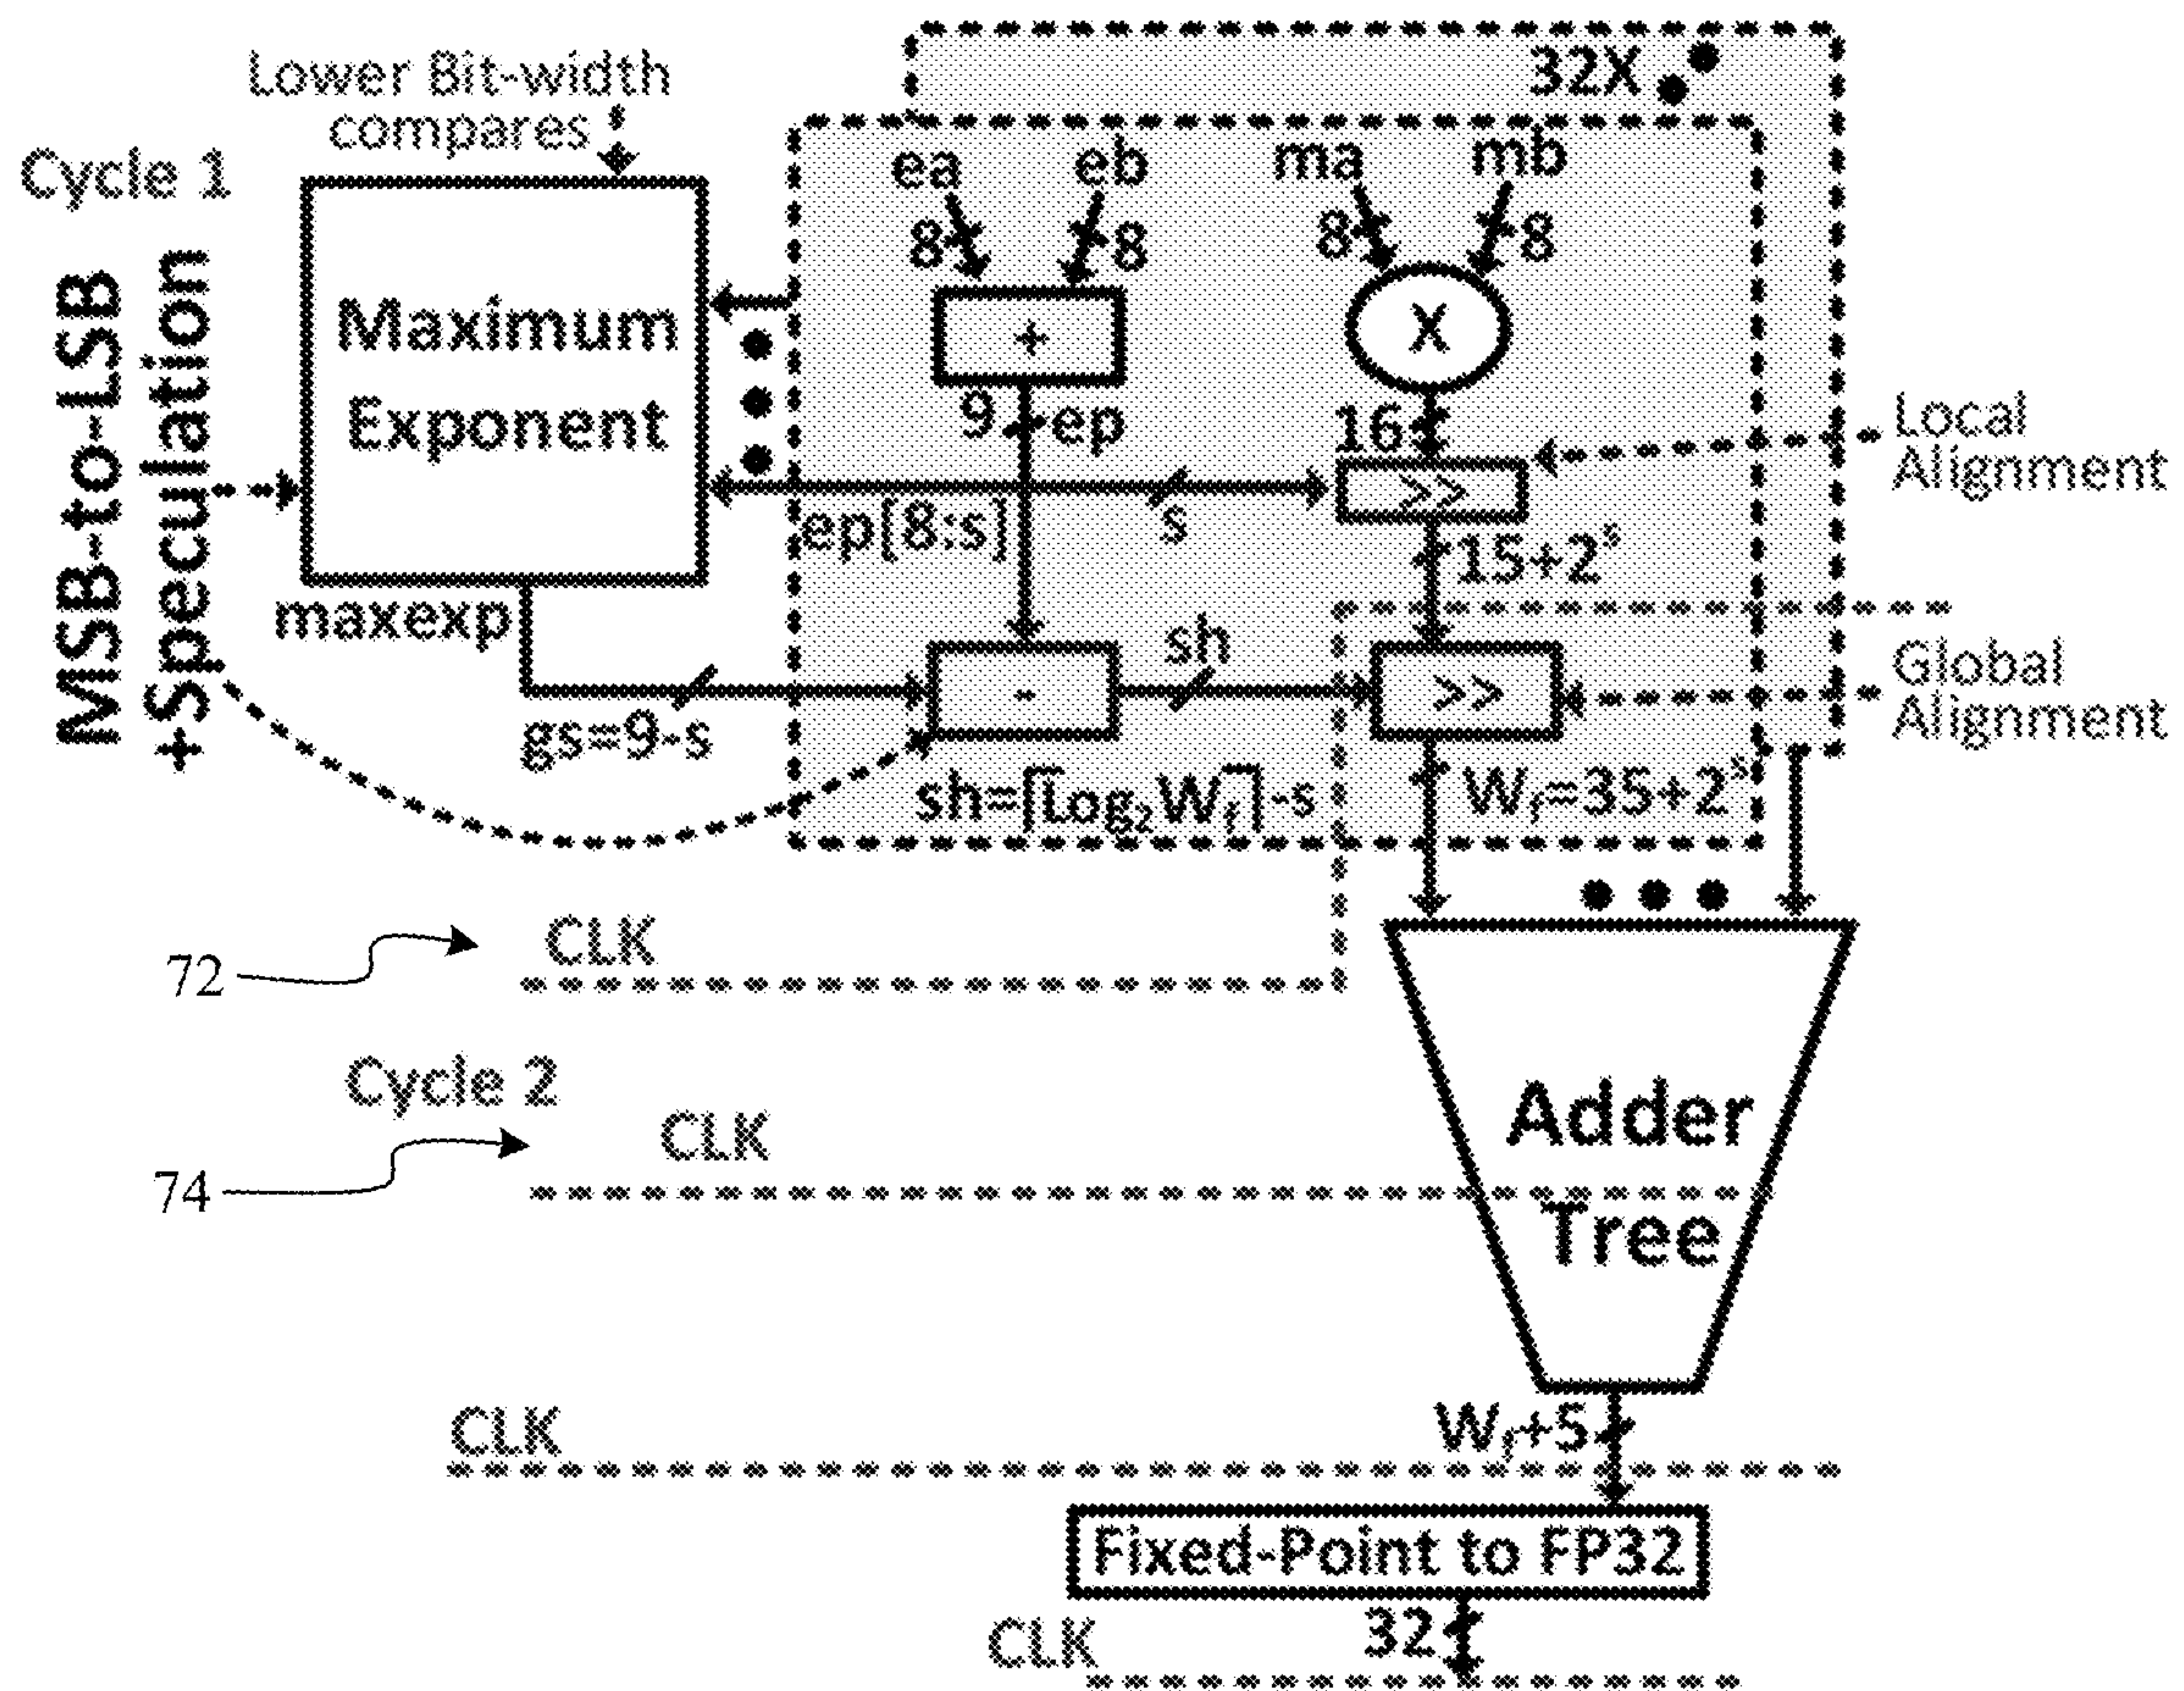 Lower Bit-width
compares
Cycle 1
MSB-to-LSB
+Speculation
Maximum
Exponent
32X
ea
eb
ma
mb
8
8
8
8
+
X
9
ep
16
Local
Alignment
>>
ep[8:s]
s
15+2^s
maxexp
sh
Global
Alignment
-
>>
gs=9-s
sh=⌈Log₂W_f⌉-s
W_f=35+2^s
72
CLK
Cycle 2
CLK
74
Adder
Tree
CLK
W_f+5
Fixed-Point to FP32
32
CLK